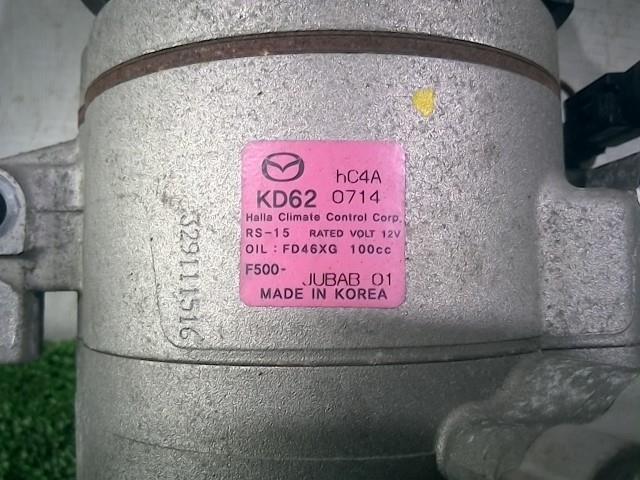 hC4A
KD62 0714
Halla Climate Control Corp.
RS-15 RATED VOLT 12V
OIL : FD46XG 100cc
F500- JUBAB 01
MADE IN KOREA
329111516